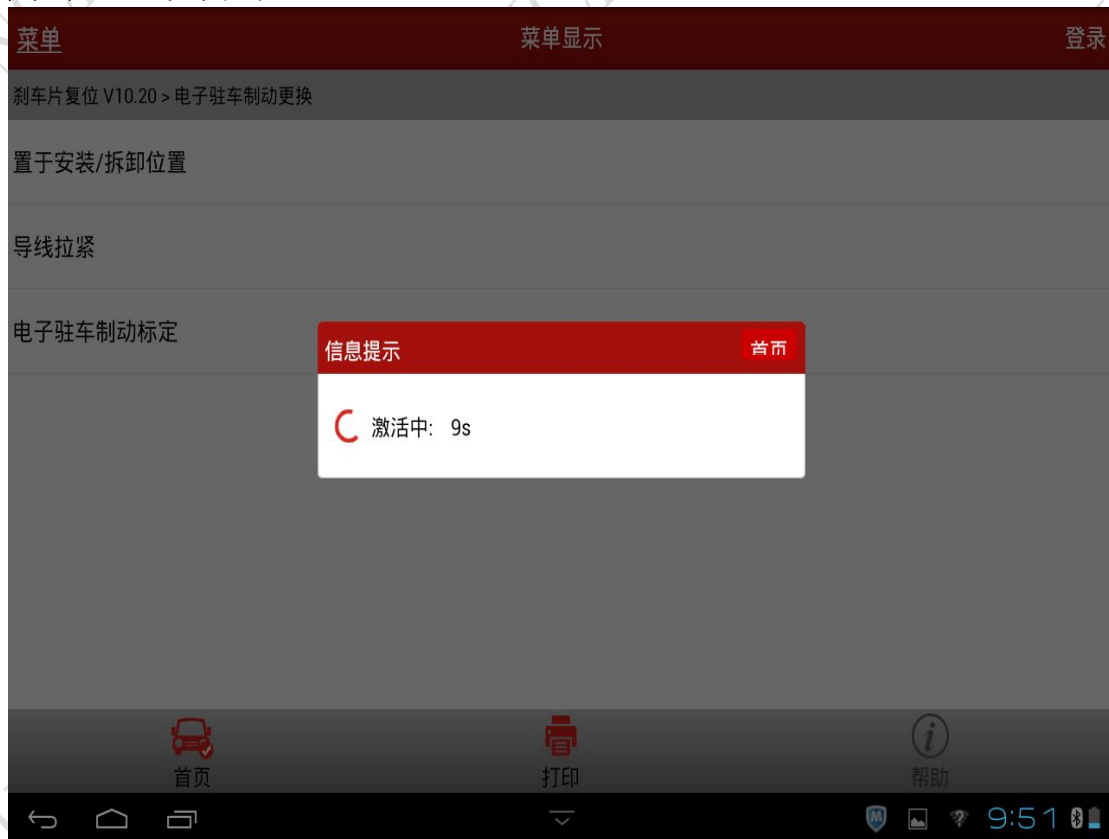 菜单 菜单显示 登录
刹车片复位 V10.20 > 电子驻车制动更换
置于安装/拆卸位置
导线拉紧
电子驻车制动标定
信息提示 首页
激活中: 9s
首页 打印 帮助
9:51